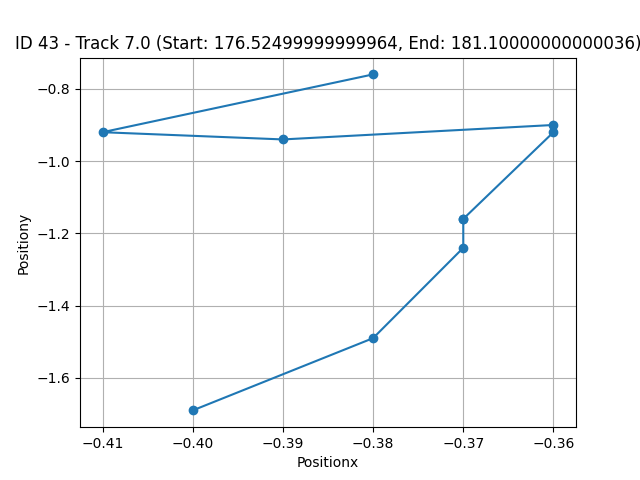 ID 43 - Track 7.0 (Start: 176.52499999999964, End: 181.10000000000036)
−0.8
−1.0
−1.2
−1.4
−1.6
Positiony
−0.41 −0.40 −0.39 −0.38 −0.37 −0.36
Positionx